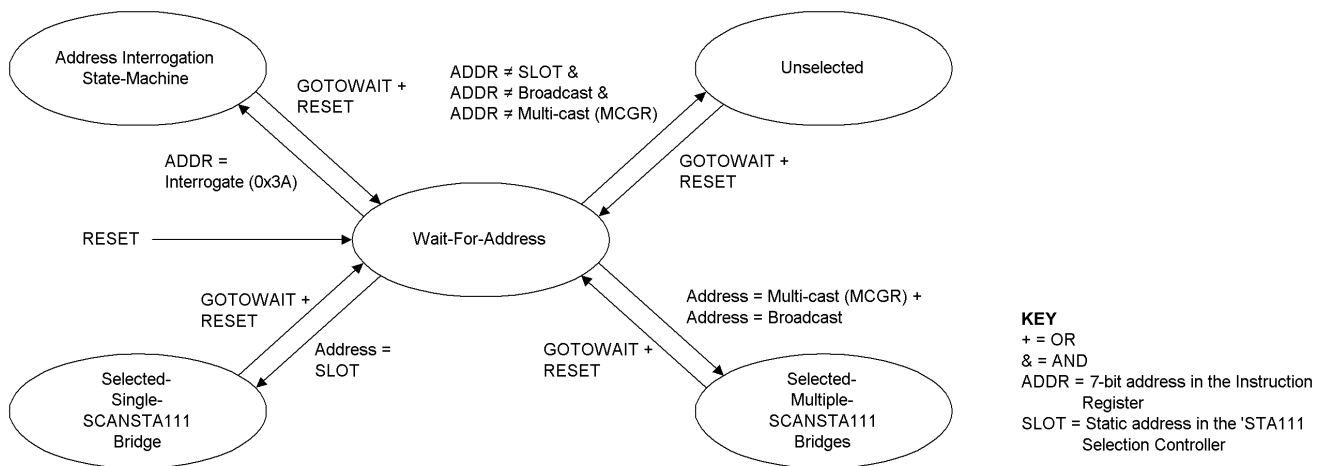 Address Interrogation
State-Machine
GOTOWAIT +
RESET
ADDR =
Interrogate (0x3A)
ADDR ≠ SLOT &
ADDR ≠ Broadcast &
ADDR ≠ Multi-cast (MCGR)
Unselected
GOTOWAIT +
RESET
RESET
Wait-For-Address
GOTOWAIT +
RESET
Address =
SLOT
Selected-
Single-
SCANSTA111
Bridge
Address = Multi-cast (MCGR) +
Address = Broadcast
GOTOWAIT +
RESET
Selected-
Multiple-
SCANSTA111
Bridges
KEY
+ = OR
& = AND
ADDR = 7-bit address in the Instruction
Register
SLOT = Static address in the 'STA111
Selection Controller